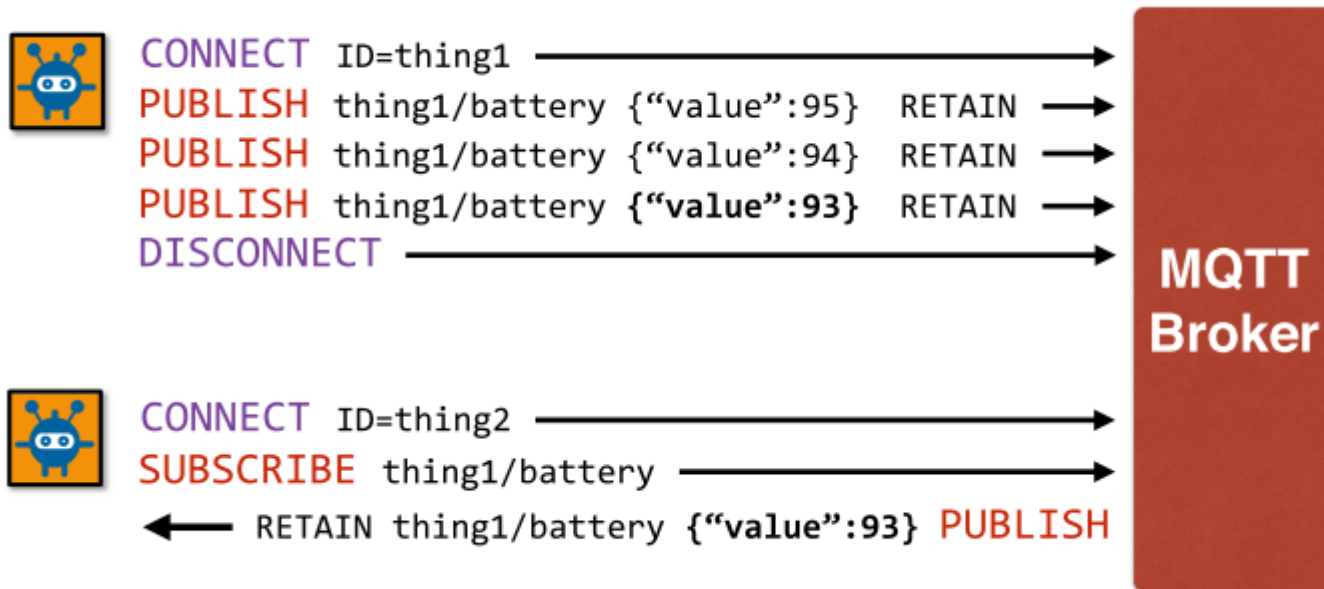 CONNECT ID=thing1
PUBLISH thing1/battery {“value”:95} RETAIN
PUBLISH thing1/battery {“value”:94} RETAIN
PUBLISH thing1/battery {“value”:93} RETAIN
DISCONNECT
MQTT
Broker
CONNECT ID=thing2
SUBSCRIBE thing1/battery
RETAIN thing1/battery {“value”:93} PUBLISH